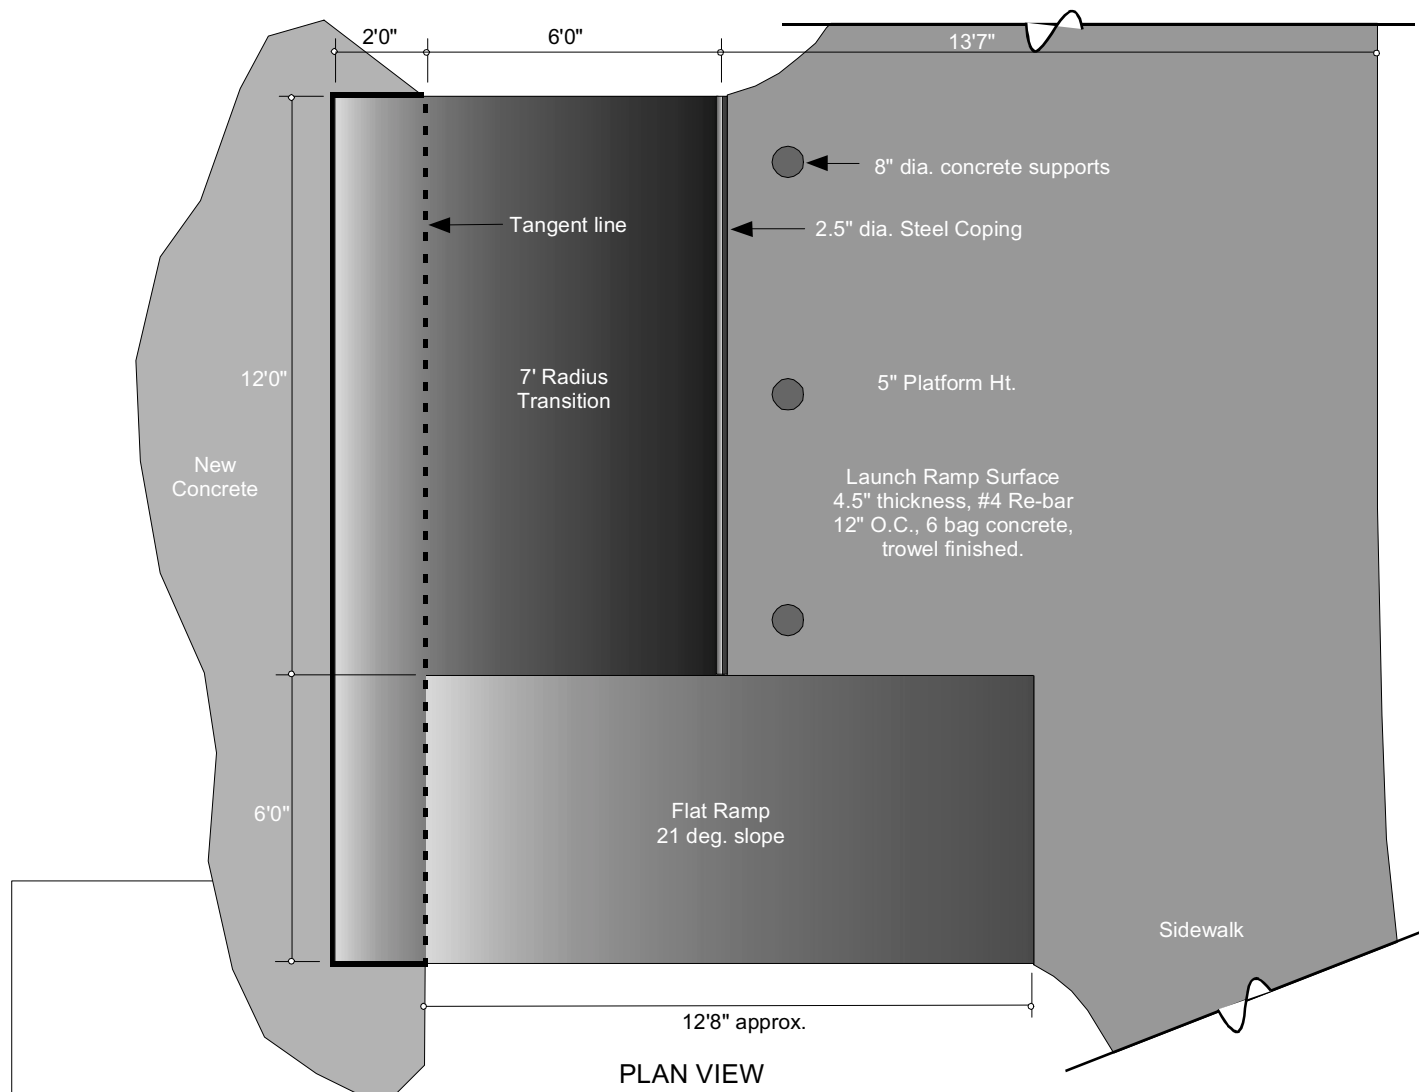 2'0"
6'0"
13'7"
8" dia. concrete supports
Tangent line
2.5" dia. Steel Coping
12'0"
7' Radius
Transition
5" Platform Ht.
New
Concrete
Launch Ramp Surface
4.5" thickness, #4 Re-bar
12" O.C., 6 bag concrete,
trowel finished.
6'0"
Flat Ramp
21 deg. slope
Sidewalk
12'8" approx.
PLAN VIEW